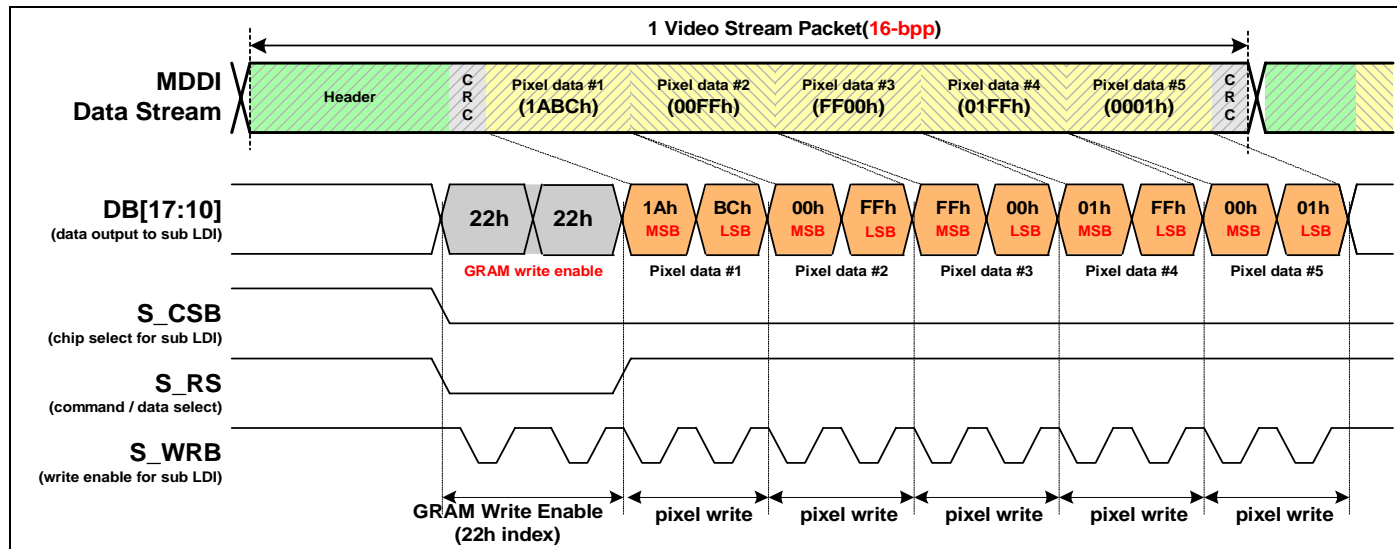 1 Video Stream Packet(16-bpp)
MDDI
Data Stream
Header
C
R
C
Pixel data #1
(1ABCh)
Pixel data #2
(00FFh)
Pixel data #3
(FF00h)
Pixel data #4
(01FFh)
Pixel data #5
(0001h)
C
R
C
DB[17:10]
(data output to sub LDI)
22h
22h
1Ah
MSB
BCh
LSB
00h
MSB
FFh
LSB
FFh
MSB
00h
LSB
01h
MSB
FFh
LSB
00h
MSB
01h
LSB
GRAM write enable
Pixel data #1
Pixel data #2
Pixel data #3
Pixel data #4
Pixel data #5
S_CSB
(chip select for sub LDI)
S_RS
(command / data select)
S_WRB
(write enable for sub LDI)
GRAM Write Enable
(22h index)
pixel write
pixel write
pixel write
pixel write
pixel write